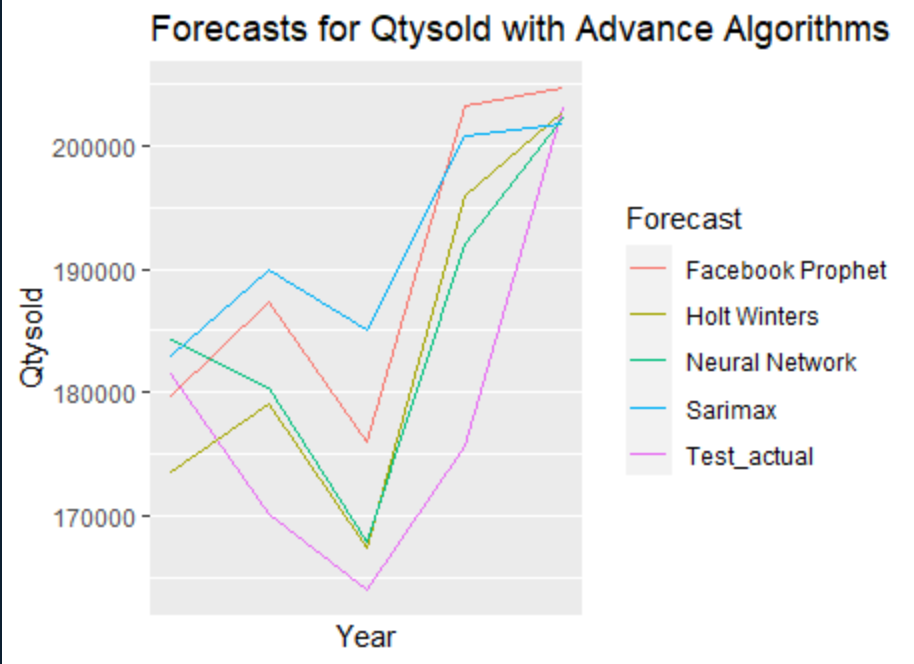 Forecasts for Qtysold with Advance Algorithms
Qtysold
200000
190000
180000
170000
Year
Forecast
Facebook Prophet
Holt Winters
Neural Network
Sarimax
Test_actual